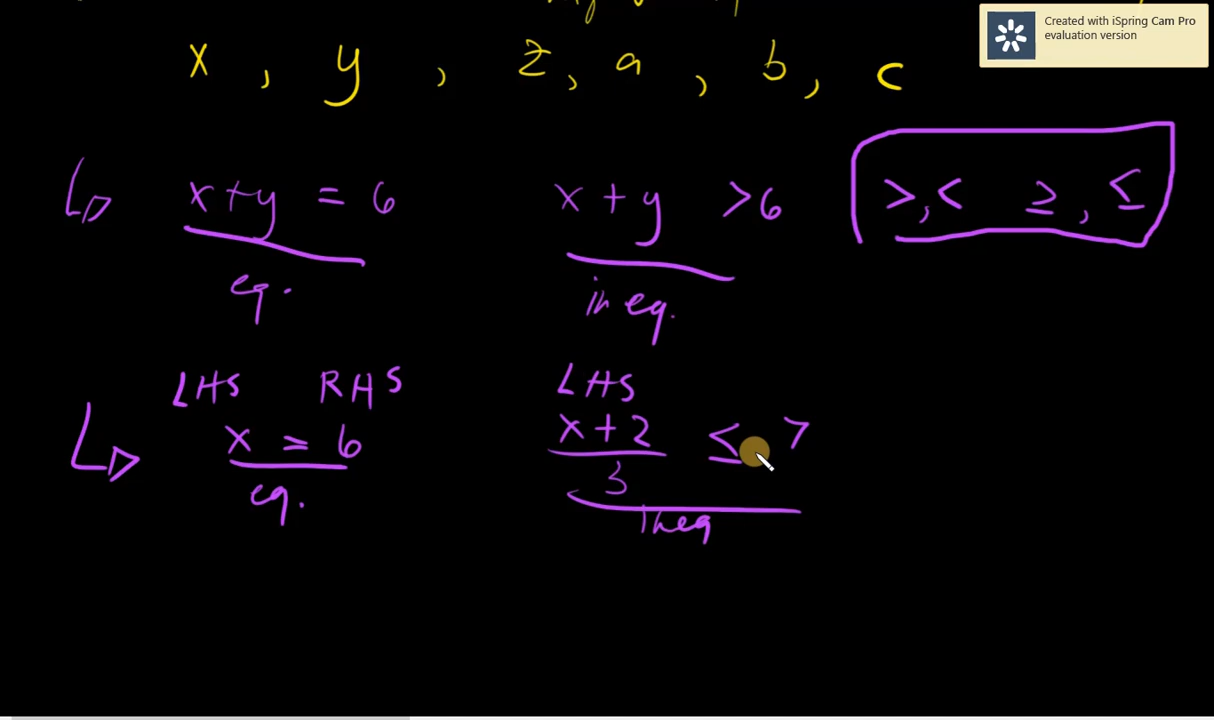 Created with iSpring Cam Pro
evaluation version
x , y , z, a, b, c
x+y = 6 x + y >6 >,< ≥, ≤
eq. in eq.
LHS RHS LHS
x = 6 x+2 ≤ 7
eq. 3
ineq